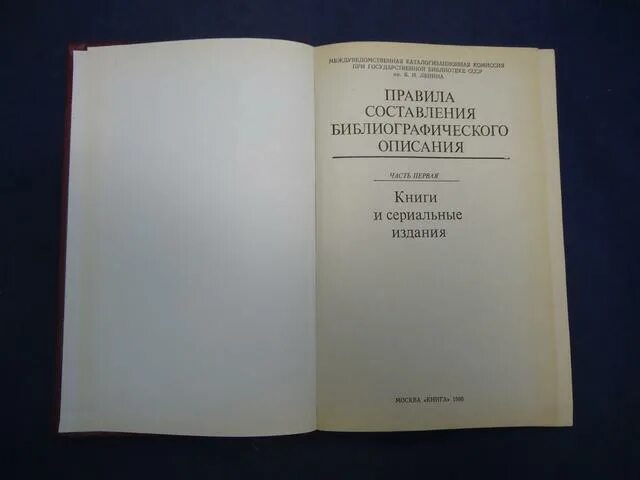 МЕЖДУВЕДОМСТВЕННАЯ КАТАЛОГИЗАЦИОННАЯ КОМИССИЯ
ПРИ ГОСУДАРСТВЕННОЙ БИБЛИОТЕКЕ СССР
им. В. И. ЛЕНИНА
ПРАВИЛА
СОСТАВЛЕНИЯ
БИБЛИОГРАФИЧЕСКОГО
ОПИСАНИЯ
ЧАСТЬ ПЕРВАЯ
Книги
и сериальные
издания
МОСКВА «КНИГА» 1986